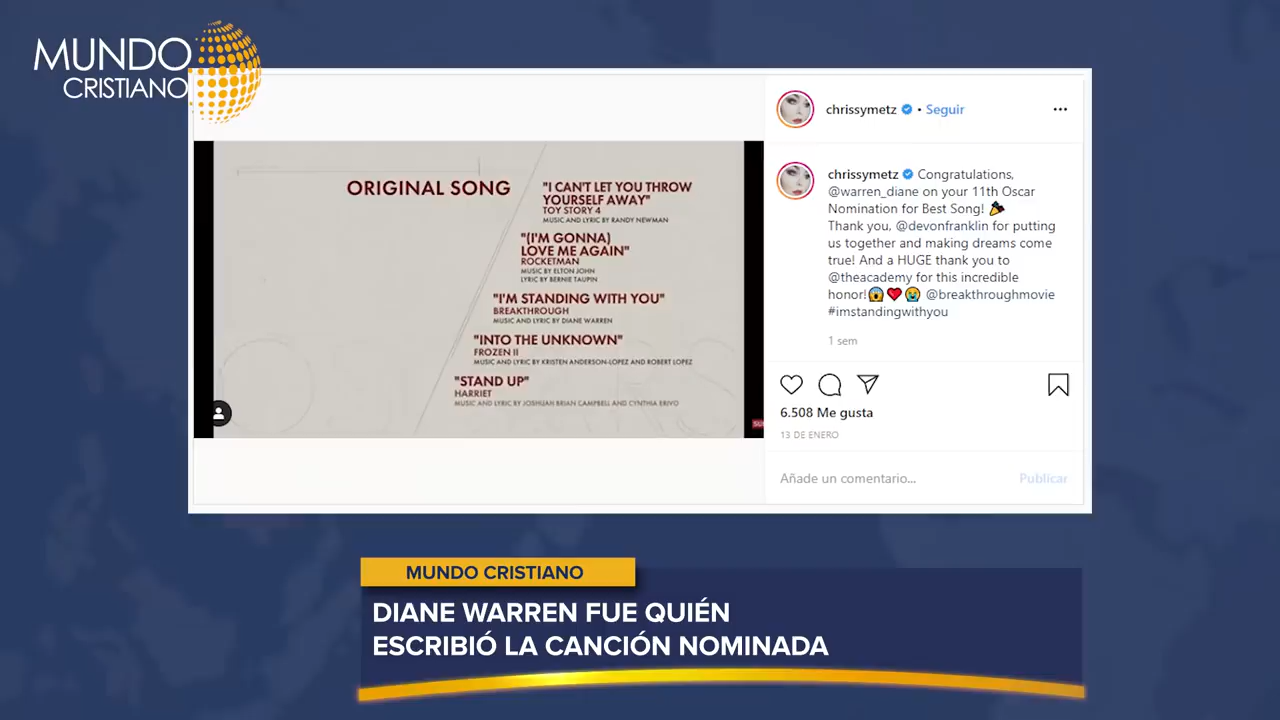 MUNDO
CRISTIANO
ORIGINAL SONG
"I CAN'T LET YOU THROW
YOURSELF AWAY"
TOY STORY 4
MUSIC AND LYRIC BY RANDY NEWMAN
"(I'M GONNA)
LOVE ME AGAIN"
ROCKETMAN
MUSIC BY ELTON JOHN
LYRIC BY BERNIE TAUPIN
"I'M STANDING WITH YOU"
BREAKTHROUGH
MUSIC AND LYRIC BY DIANE WARREN
"INTO THE UNKNOWN"
FROZEN II
MUSIC AND LYRIC BY KRISTEN ANDERSON-LOPEZ AND ROBERT LOPEZ
"STAND UP"
HARRIET
MUSIC AND LYRIC BY JOSHUAH BRIAN CAMPBELL AND CYNTHIA ERIVO
chrissymetz • Seguir
chrissymetz Congratulations,
@warren_diane on your 11th Oscar
Nomination for Best Song! 🎉
Thank you, @devonfranklin for putting
us together and making dreams come
true! And a HUGE thank you to
@theacademy for this incredible
honor!😱❤️😭 @breakthroughmovie
#imstandingwithyou
1 sem
6.508 Me gusta
13 DE ENERO
Añade un comentario... Publicar
MUNDO CRISTIANO
DIANE WARREN FUE QUIÉN
ESCRIBIÓ LA CANCIÓN NOMINADA